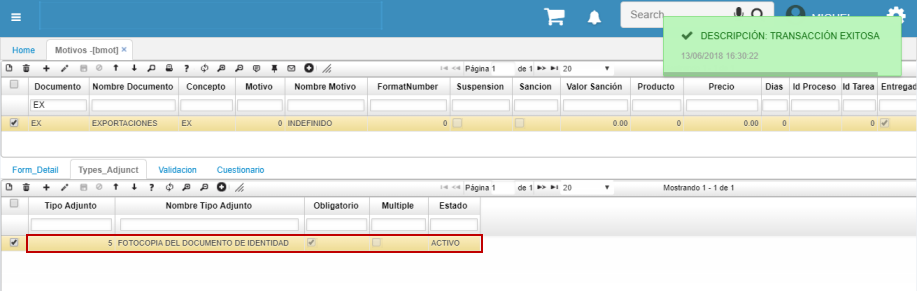 Search
DESCRIPCIÓN: TRANSACCIÓN EXITOSA
13/06/2018 16:30:22
Home Motivos -[bmot] ×
Página 1 de 1 20
Documento Nombre Documento Concepto Motivo Nombre Motivo FormatNumber Suspension Sancion Valor Sanción Producto Precio Dias Id Proceso Id Tarea Entregad
EX
EX EXPORTACIONES EX 0 INDEFINIDO 0 0.00 0 0.00 0 0
Form_Detail Types_Adjunct Validacion Cuestionario
Página 1 de 1 20 Mostrando 1 - 1 de 1
Tipo Adjunto Nombre Tipo Adjunto Obligatorio Multiple Estado
5 FOTOCOPIA DEL DOCUMENTO DE IDENTIDAD ACTIVO